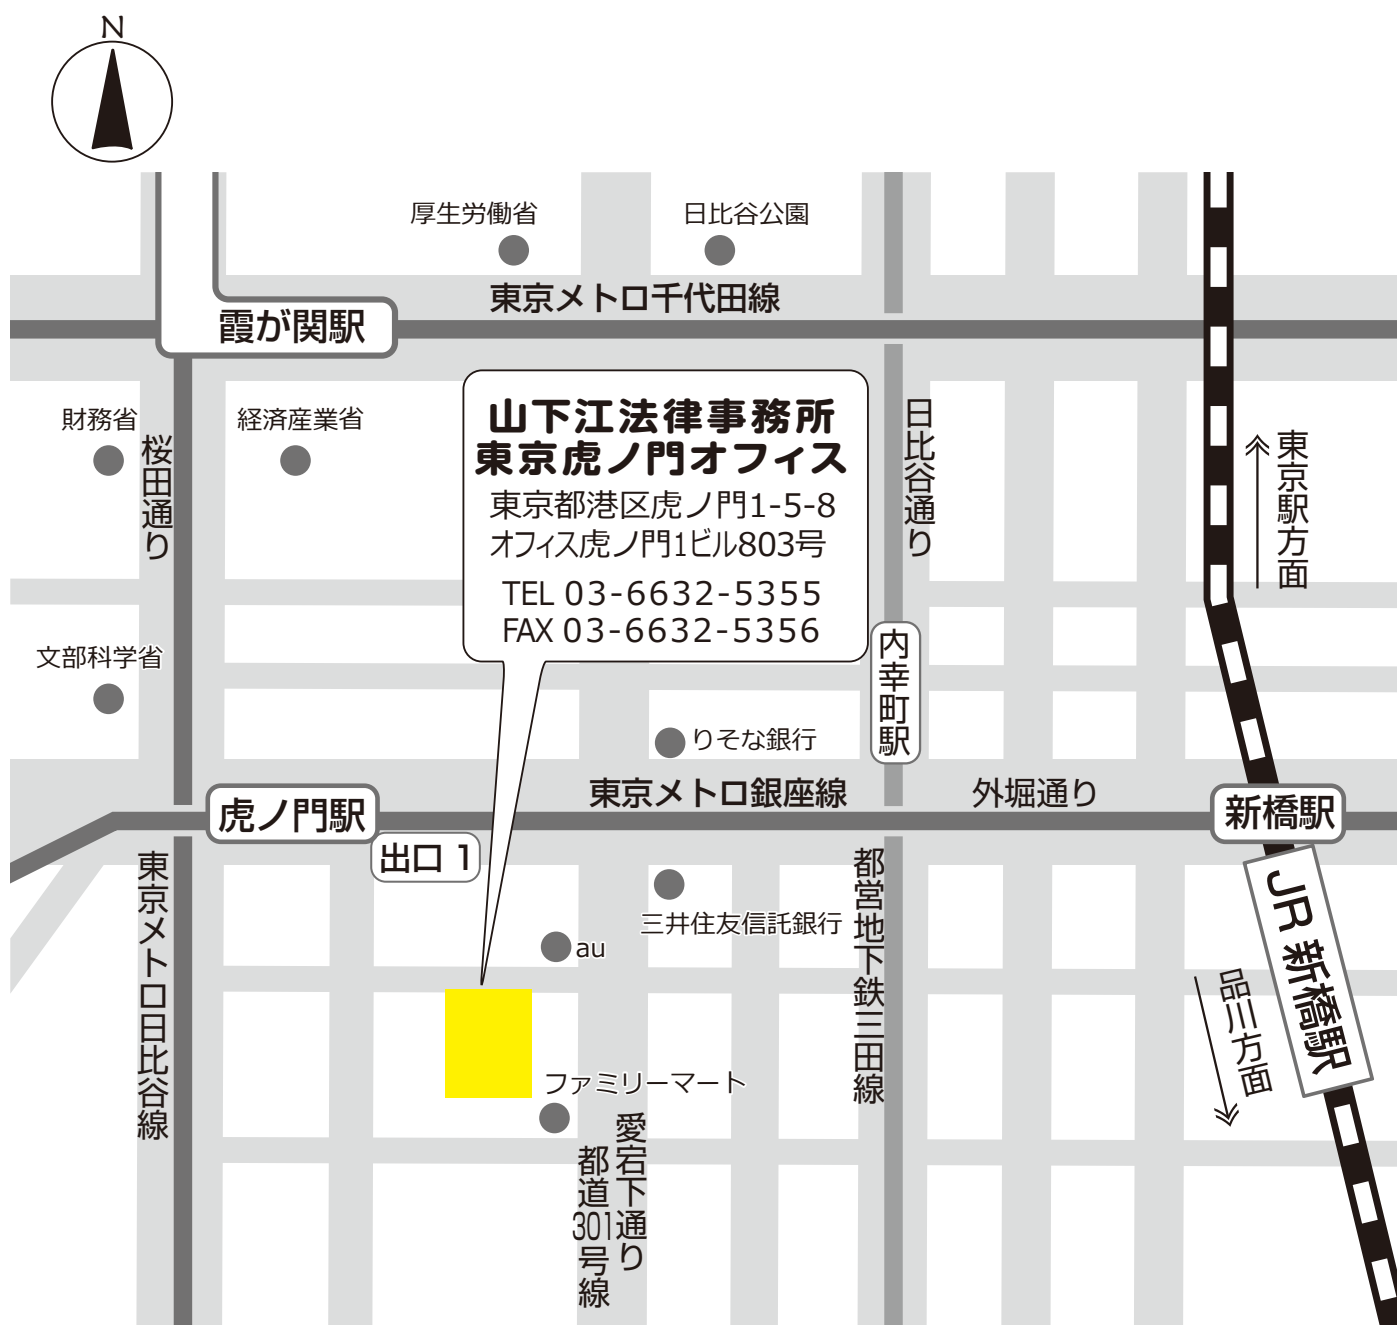 N
厚生労働省
日比谷公園
東京メトロ千代田線
霞が関駅
財務省
経済産業省
桜田通り
山下江法律事務所
東京虎ノ門オフィス
東京都港区虎ノ門1-5-8
オフィス虎ノ門1ビル803号
TEL 03-6632-5355
FAX 03-6632-5356
日比谷通り
東京駅方面
文部科学省
内幸町駅
りそな銀行
東京メトロ銀座線
外堀通り
虎ノ門駅
新橋駅
出口 1
東京メトロ日比谷線
三井住友信託銀行
au
都営地下鉄三田線
JR 新橋駅
品川方面
ファミリーマート
愛宕下通り
都道301号線